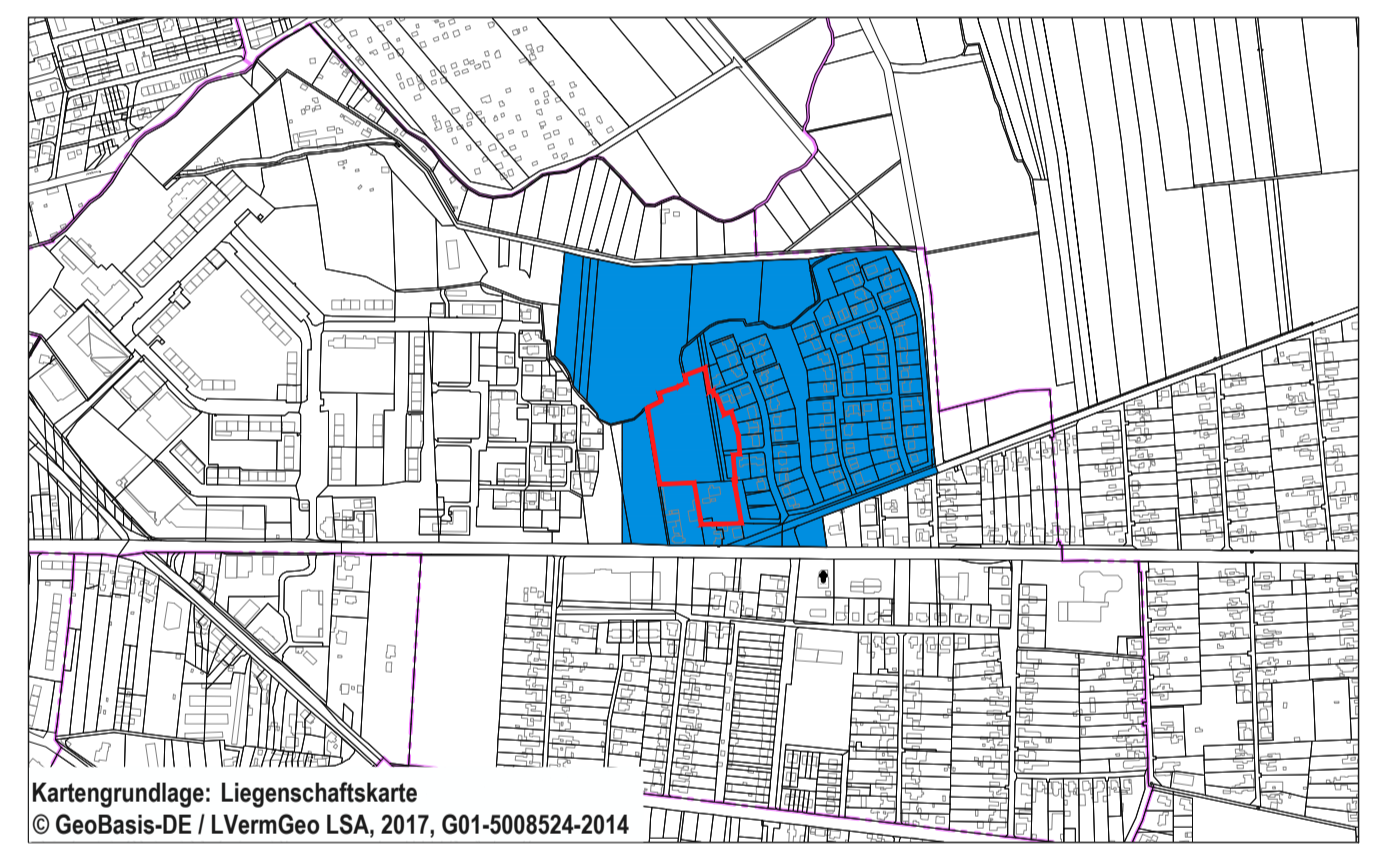 Kartengrundlage: Liegenschaftskarte
© GeoBasis-DE / LVermGeo LSA, 2017, G01-5008524-2014